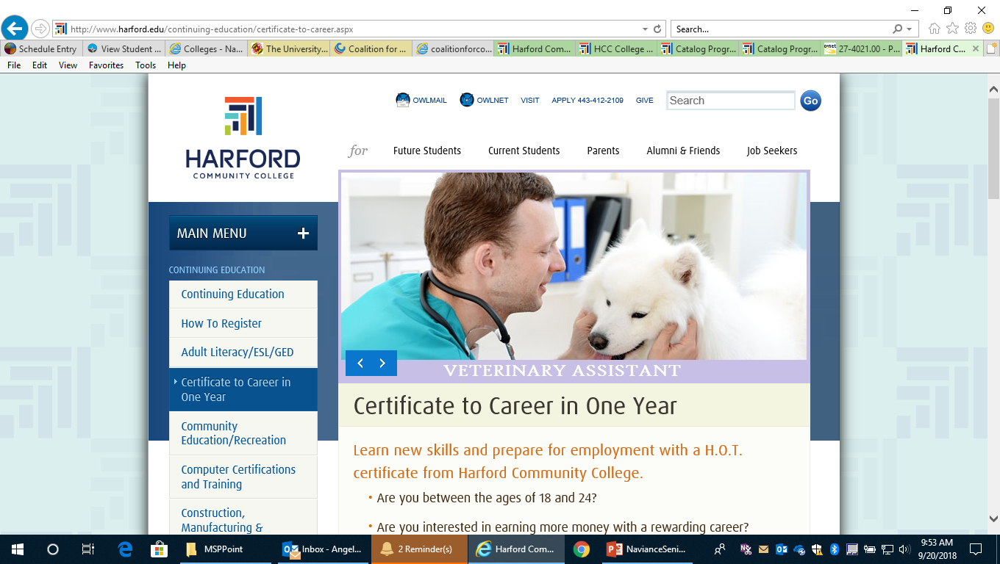 http://www.harford.edu/continuing-education/certificate-to-career.aspx
Search...
Schedule Entry
View Student ...
Colleges - Na...
The University...
Coalition for ...
coalitionforco...
Harford Com...
HCC College ...
Catalog Progr...
Catalog Progr...
27-4021.00 - P...
Harford C...
File Edit View Favorites Tools Help
OWLMAIL OWLNET VISIT APPLY 443-412-2109 GIVE
Search
Go
HARFORD
COMMUNITY COLLEGE
for Future Students Current Students Parents Alumni & Friends Job Seekers
MAIN MENU +
CONTINUING EDUCATION
Continuing Education
How To Register
Adult Literacy/ESL/GED
Certificate to Career in
One Year
Community
Education/Recreation
Computer Certifications
and Training
Construction,
Manufacturing &
VETERINARY ASSISTANT
Certificate to Career in One Year
Learn new skills and prepare for employment with a H.O.T.
certificate from Harford Community College.
• Are you between the ages of 18 and 24?
• Are you interested in earning more money with a rewarding career?
MSPPoint
Inbox - Angel...
2 Reminder(s)
Harford Com...
NavianceSeni...
9:53 AM
9/20/2018